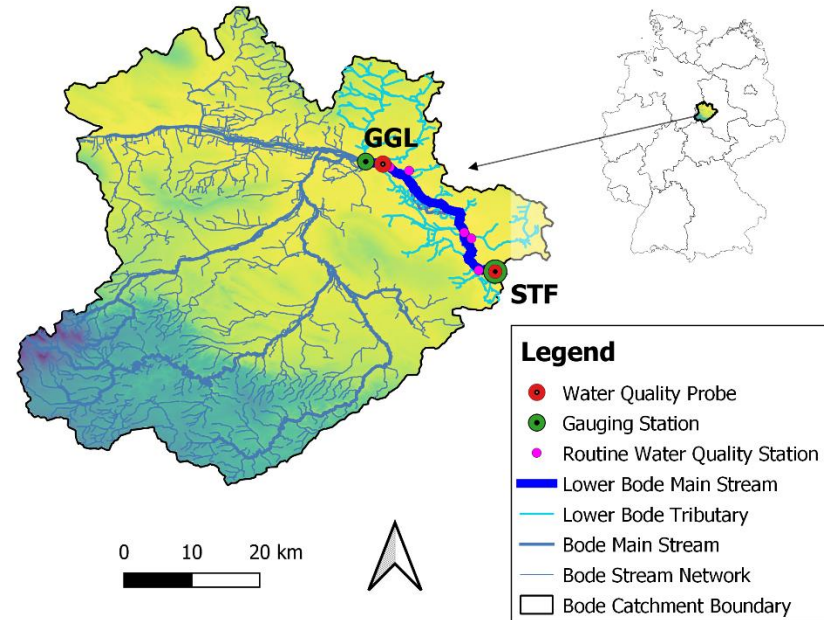 GGL
STF
Legend
Water Quality Probe
Gauging Station
Routine Water Quality Station
Lower Bode Main Stream
Lower Bode Tributary
Bode Main Stream
Bode Stream Network
Bode Catchment Boundary
0 10 20 km